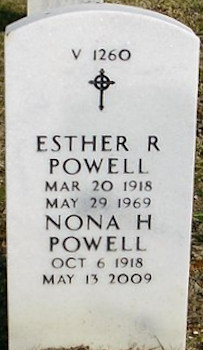 V 1260
ESTHER R
POWELL
MAR 20 1918
MAY 29 1969
NONA H
POWELL
OCT 6 1918
MAY 13 2009